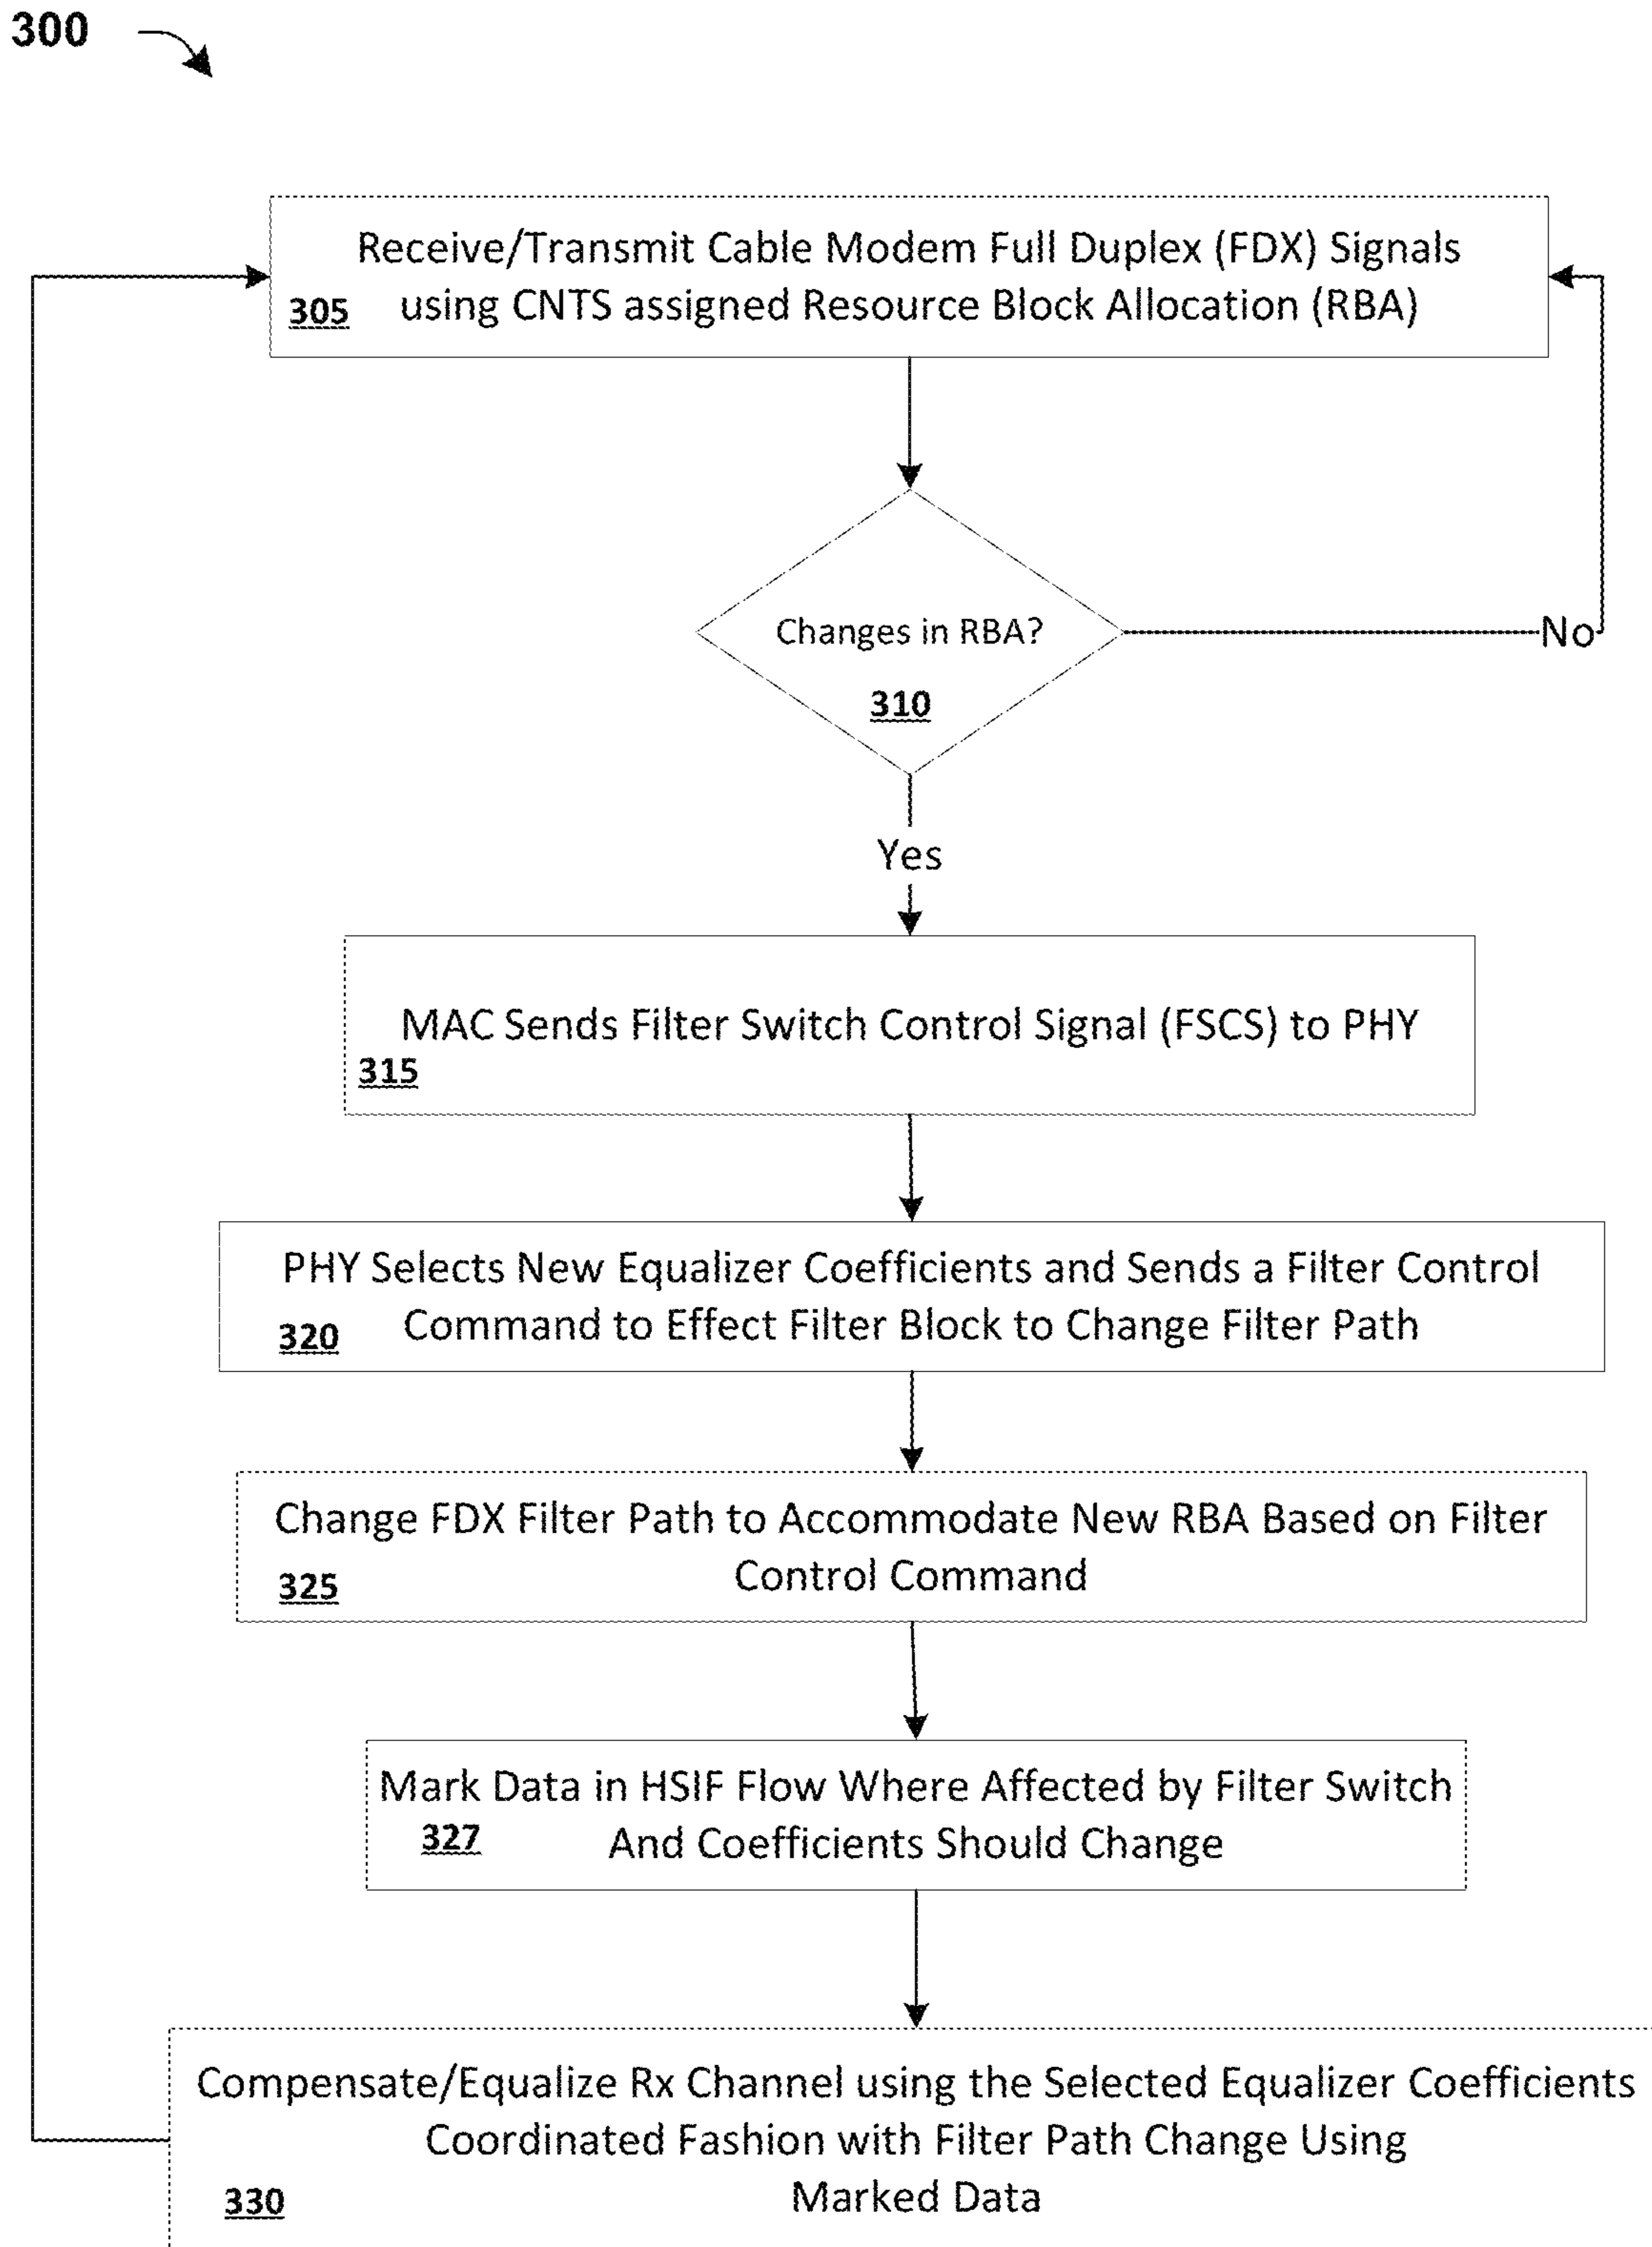 300
Receive/Transmit Cable Modem Full Duplex (FDX) Signals
305 using CNTS assigned Resource Block Allocation (RBA)
Changes in RBA?
310
No
Yes
MAC Sends Filter Switch Control Signal (FSCS) to PHY
315
PHY Selects New Equalizer Coefficients and Sends a Filter Control
320 Command to Effect Filter Block to Change Filter Path
Change FDX Filter Path to Accommodate New RBA Based on Filter
325 Control Command
Mark Data in HSIF Flow Where Affected by Filter Switch
327 And Coefficients Should Change
Compensate/Equalize Rx Channel using the Selected Equalizer Coefficients
Coordinated Fashion with Filter Path Change Using
330 Marked Data